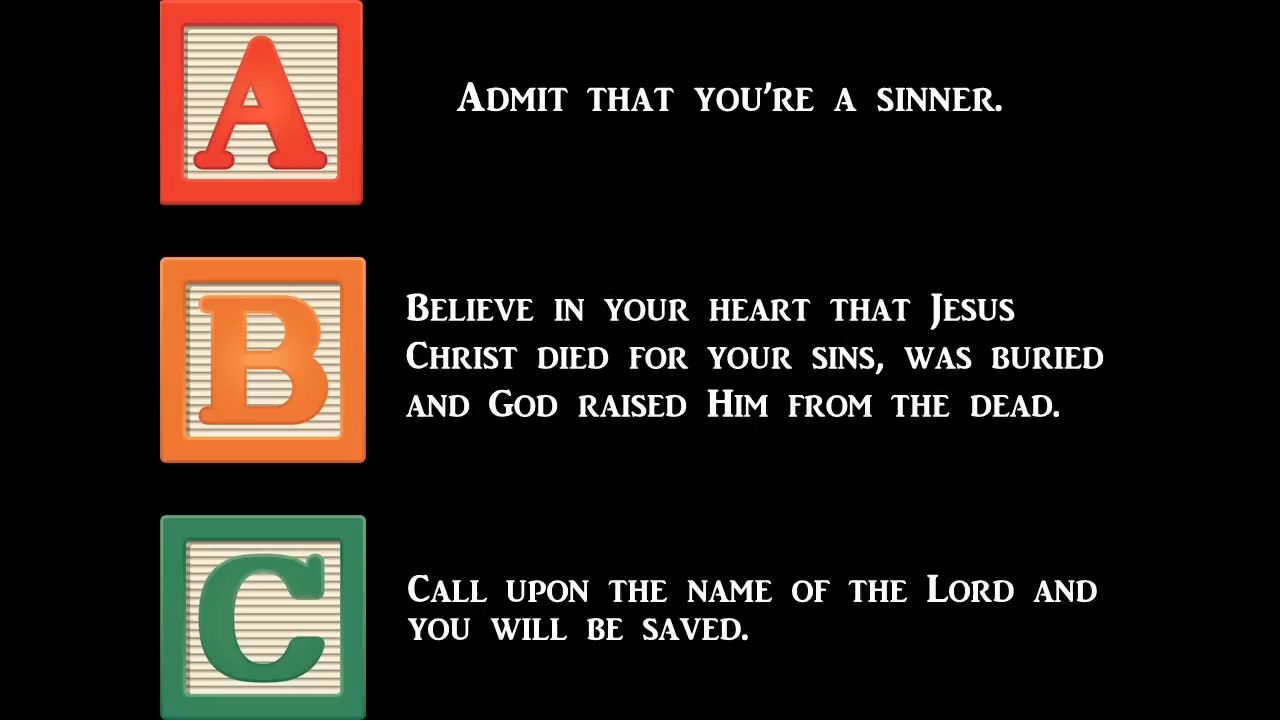 A
Admit that you're a sinner.
B
Believe in your heart that Jesus
Christ died for your sins, was buried
and God raised Him from the dead.
C
Call upon the name of the Lord and
you will be saved.